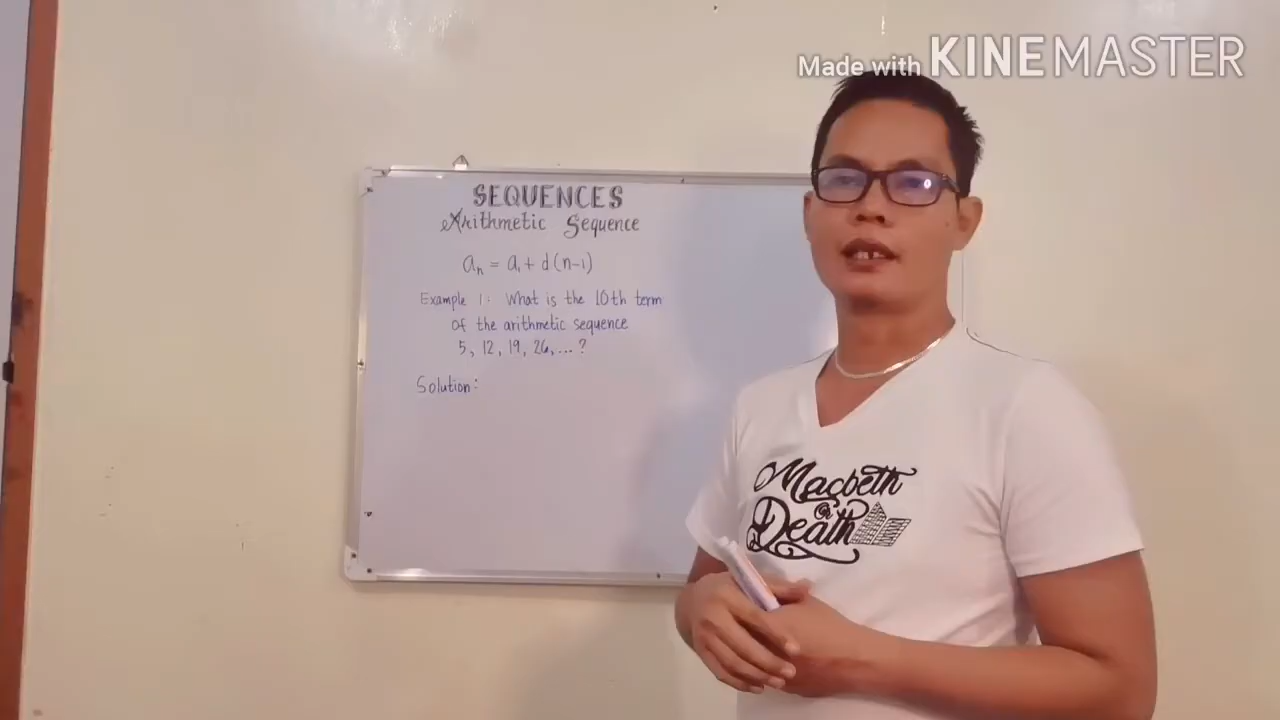 Made with KINEMASTER
SEQUENCES
Arithmetic Sequence
aₙ = a₁ + d(n-1)
Example 1: What is the 10th term
of the arithmetic sequence
5, 12, 19, 26, ... ?
Solution:
Macbeth
Or
Death